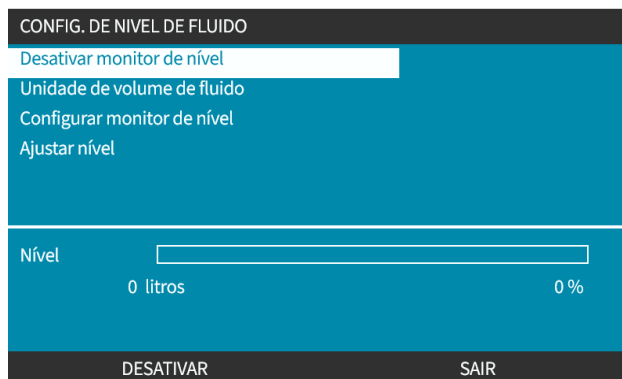 CONFIG. DE NIVEL DE FLUIDO
Desativar monitor de nível
Unidade de volume de fluido
Configurar monitor de nível
Ajustar nível
Nível
0 litros 0 %
DESATIVAR SAIR